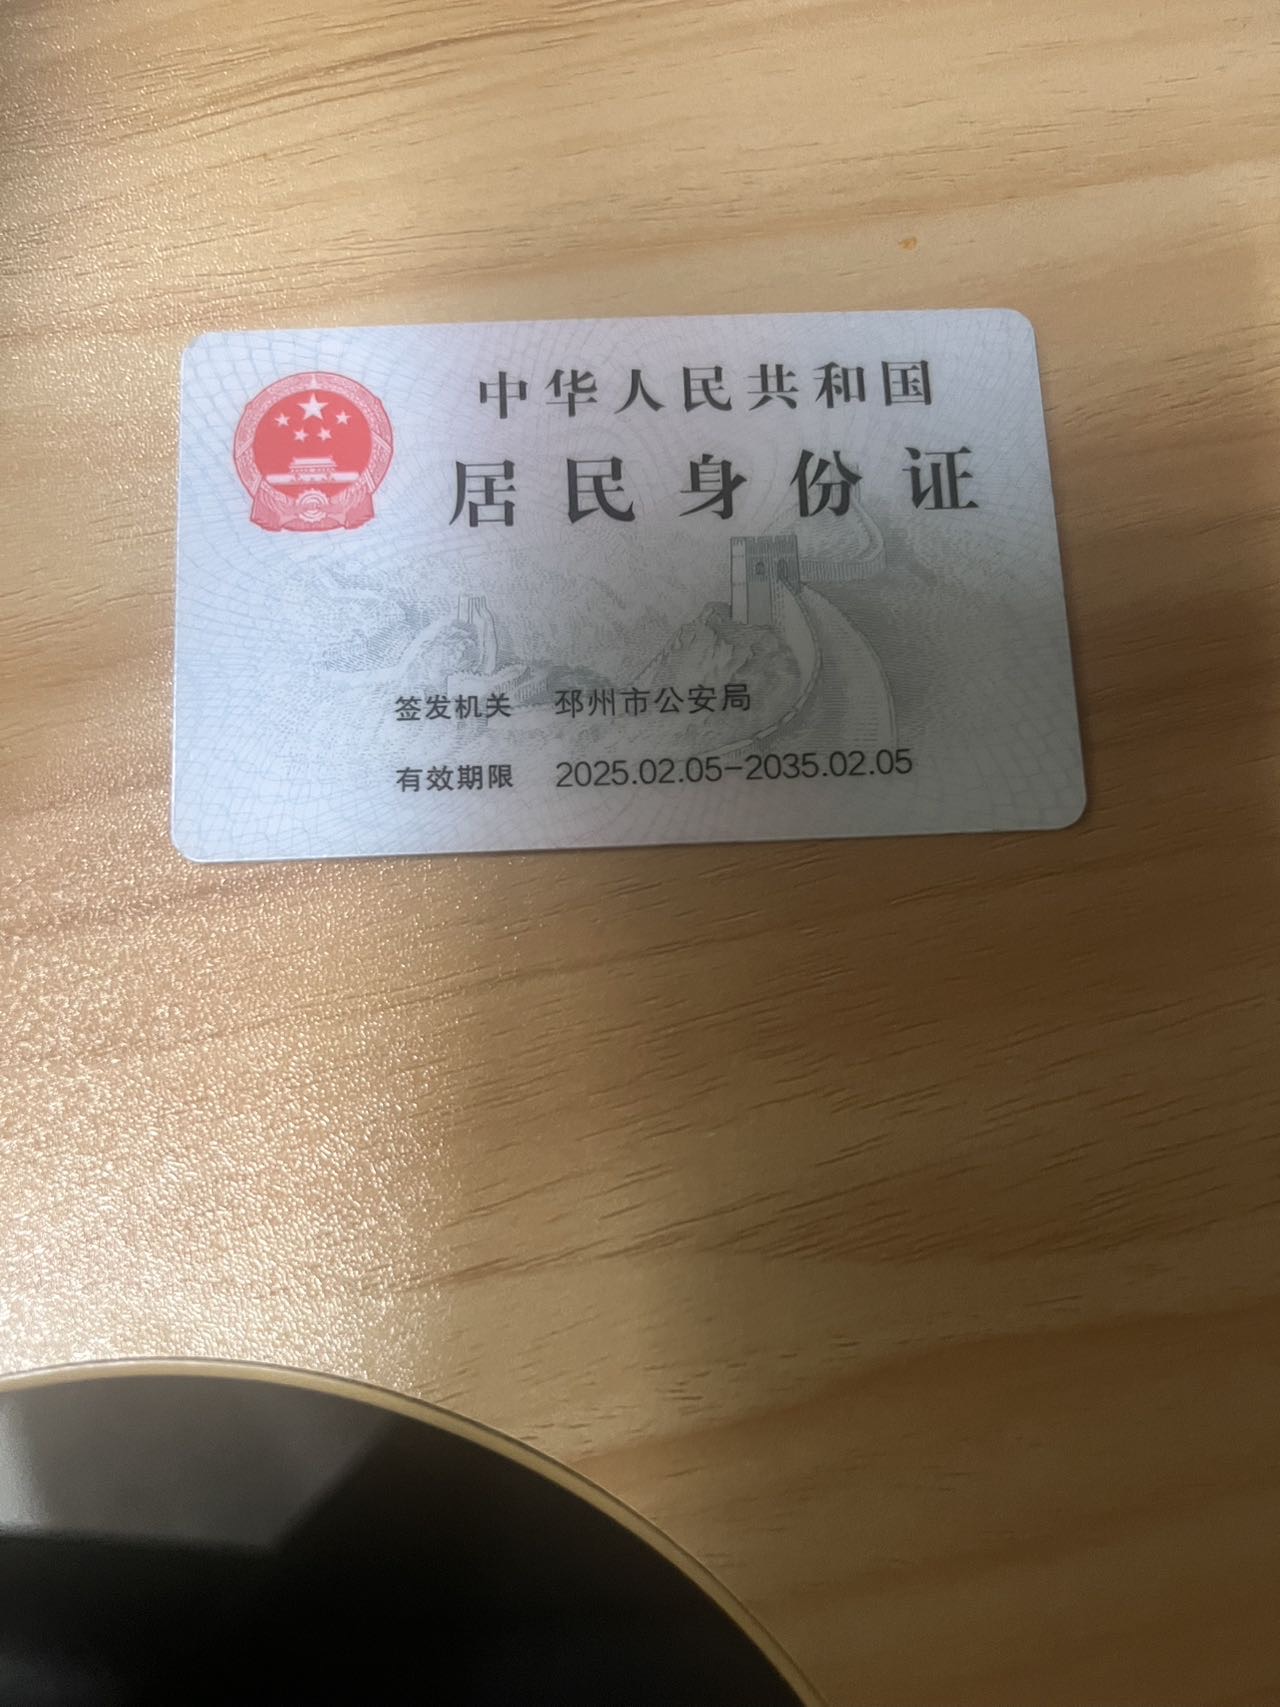 中华人民共和国
居民身份证
签发机关 邳州市公安局
有效期限 2025.02.05-2035.02.05